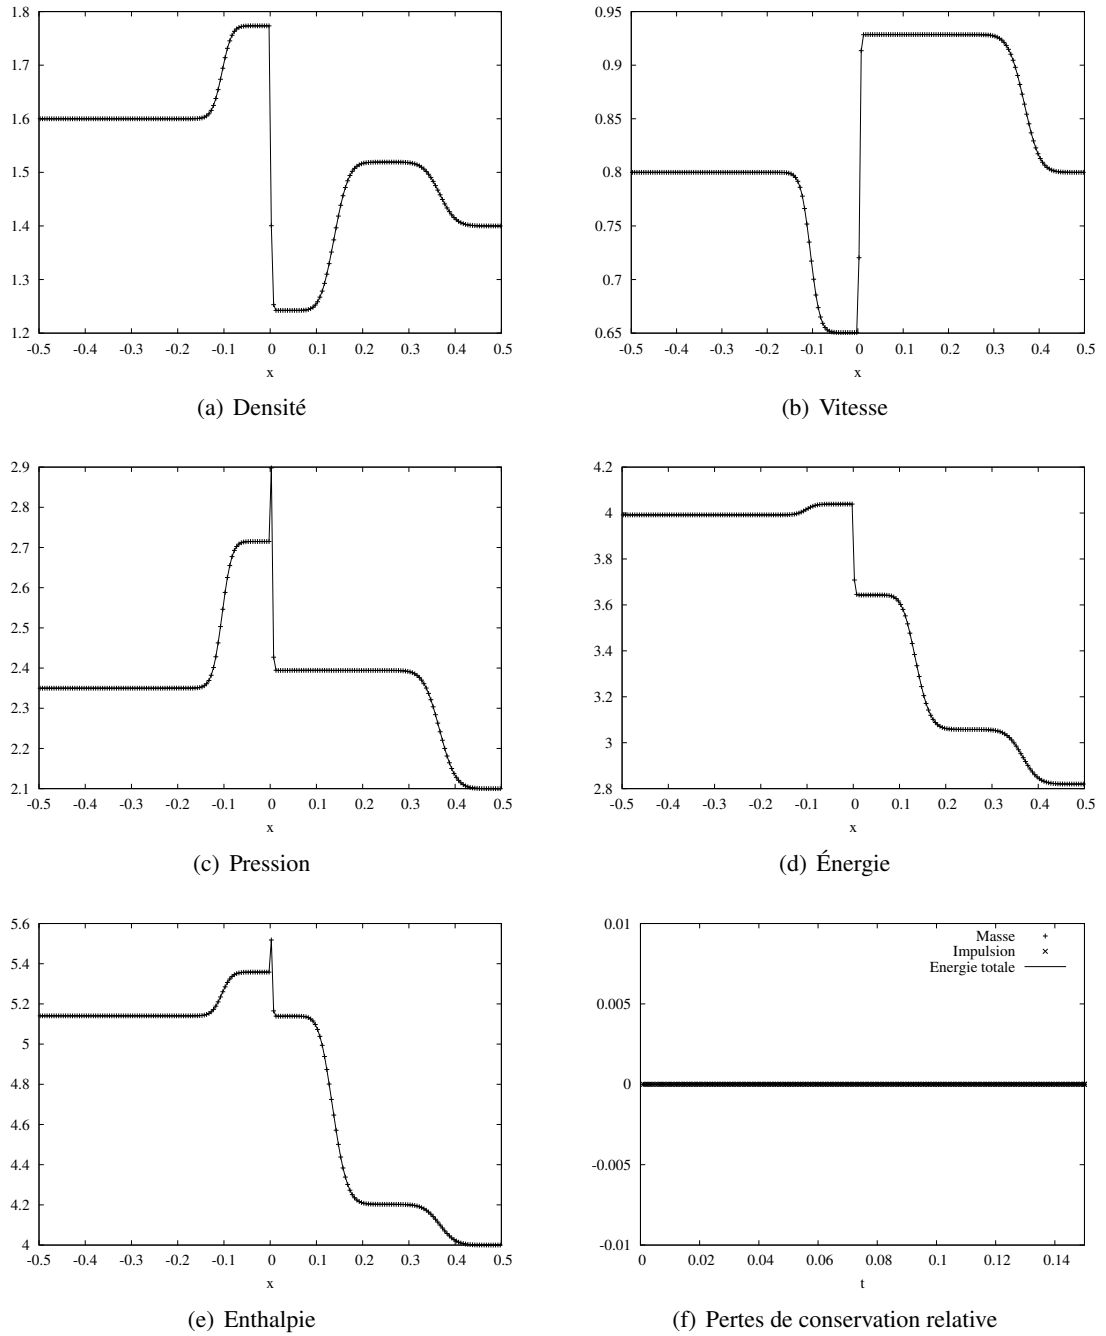 1.8
1.7
1.6
1.5
1.4
1.3
1.2
-0.5 -0.4 -0.3 -0.2 -0.1 0 0.1 0.2 0.3 0.4 0.5
x
(a) Densité
0.95
0.9
0.85
0.8
0.75
0.7
0.65
-0.5 -0.4 -0.3 -0.2 -0.1 0 0.1 0.2 0.3 0.4 0.5
x
(b) Vitesse
2.9
2.8
2.7
2.6
2.5
2.4
2.3
2.2
2.1
-0.5 -0.4 -0.3 -0.2 -0.1 0 0.1 0.2 0.3 0.4 0.5
x
(c) Pression
4.2
4
3.8
3.6
3.4
3.2
3
2.8
-0.5 -0.4 -0.3 -0.2 -0.1 0 0.1 0.2 0.3 0.4 0.5
x
(d) Énergie
5.6
5.4
5.2
5
4.8
4.6
4.4
4.2
4
-0.5 -0.4 -0.3 -0.2 -0.1 0 0.1 0.2 0.3 0.4 0.5
x
(e) Enthalpie
0.01
0.005
0
-0.005
-0.01
Masse
Impulsion
Energie totale
0 0.02 0.04 0.06 0.08 0.1 0.12 0.14
t
(f) Pertes de conservation relative